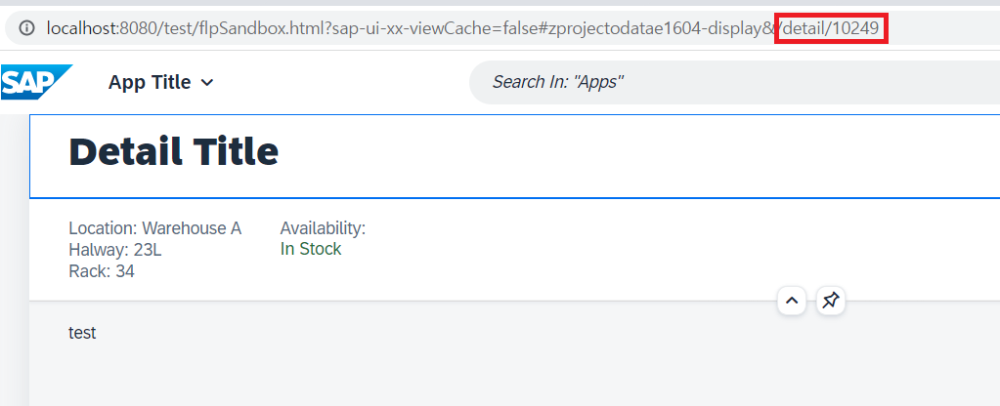 localhost:8080/test/flpSandbox.html?sap-ui-xx-viewCache=false#zprojectodatae1604-display&/detail/10249
SAP App Title Search In: "Apps"
Detail Title
Location: Warehouse A Availability:
Halway: 23L In Stock
Rack: 34
test